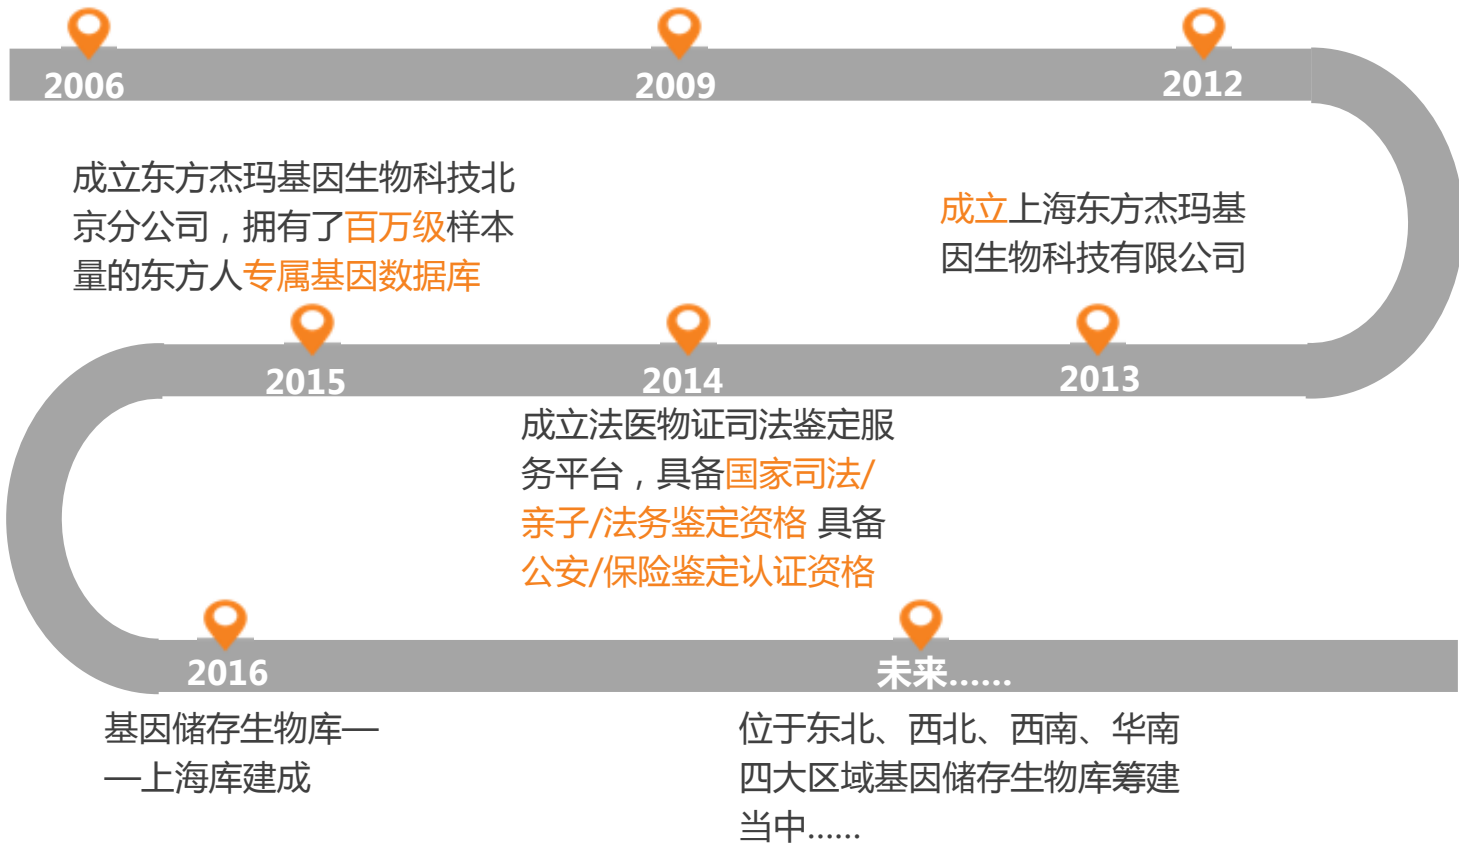 2006
2009
2012
成立东方杰玛基因生物科技北
京分公司，拥有了百万级样本
量的东方人专属基因数据库
成立上海东方杰玛基
因生物科技有限公司
2015
2014
2013
成立法医物证司法鉴定服
务平台，具备国家司法/
亲子/法务鉴定资格 具备
公安/保险鉴定认证资格
2016
未来......
基因储存生物库—
—上海库建成
位于东北、西北、西南、华南
四大区域基因储存生物库筹建
当中......